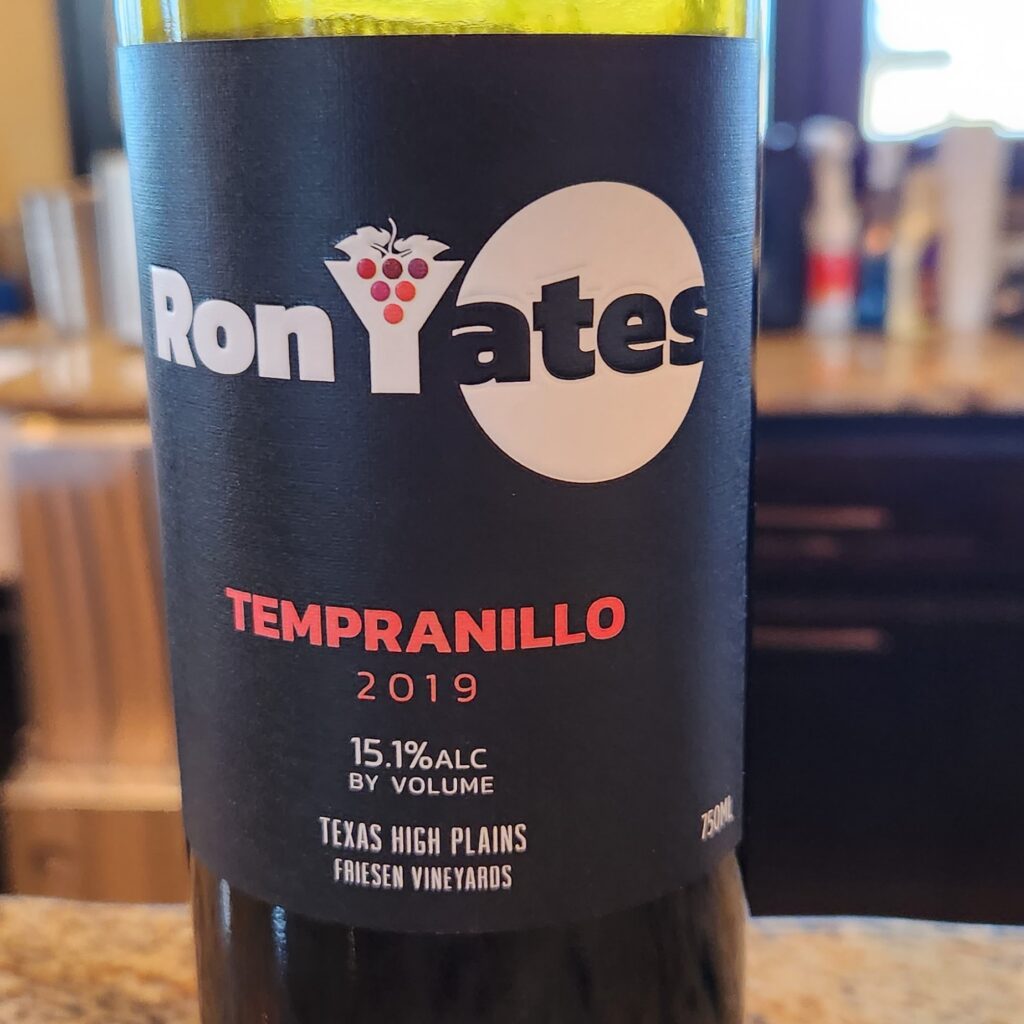 Ron Yates
TEMPRANILLO
2019
15.1% ALC
BY VOLUME
TEXAS HIGH PLAINS
FRIESEN VINEYARDS
750ML